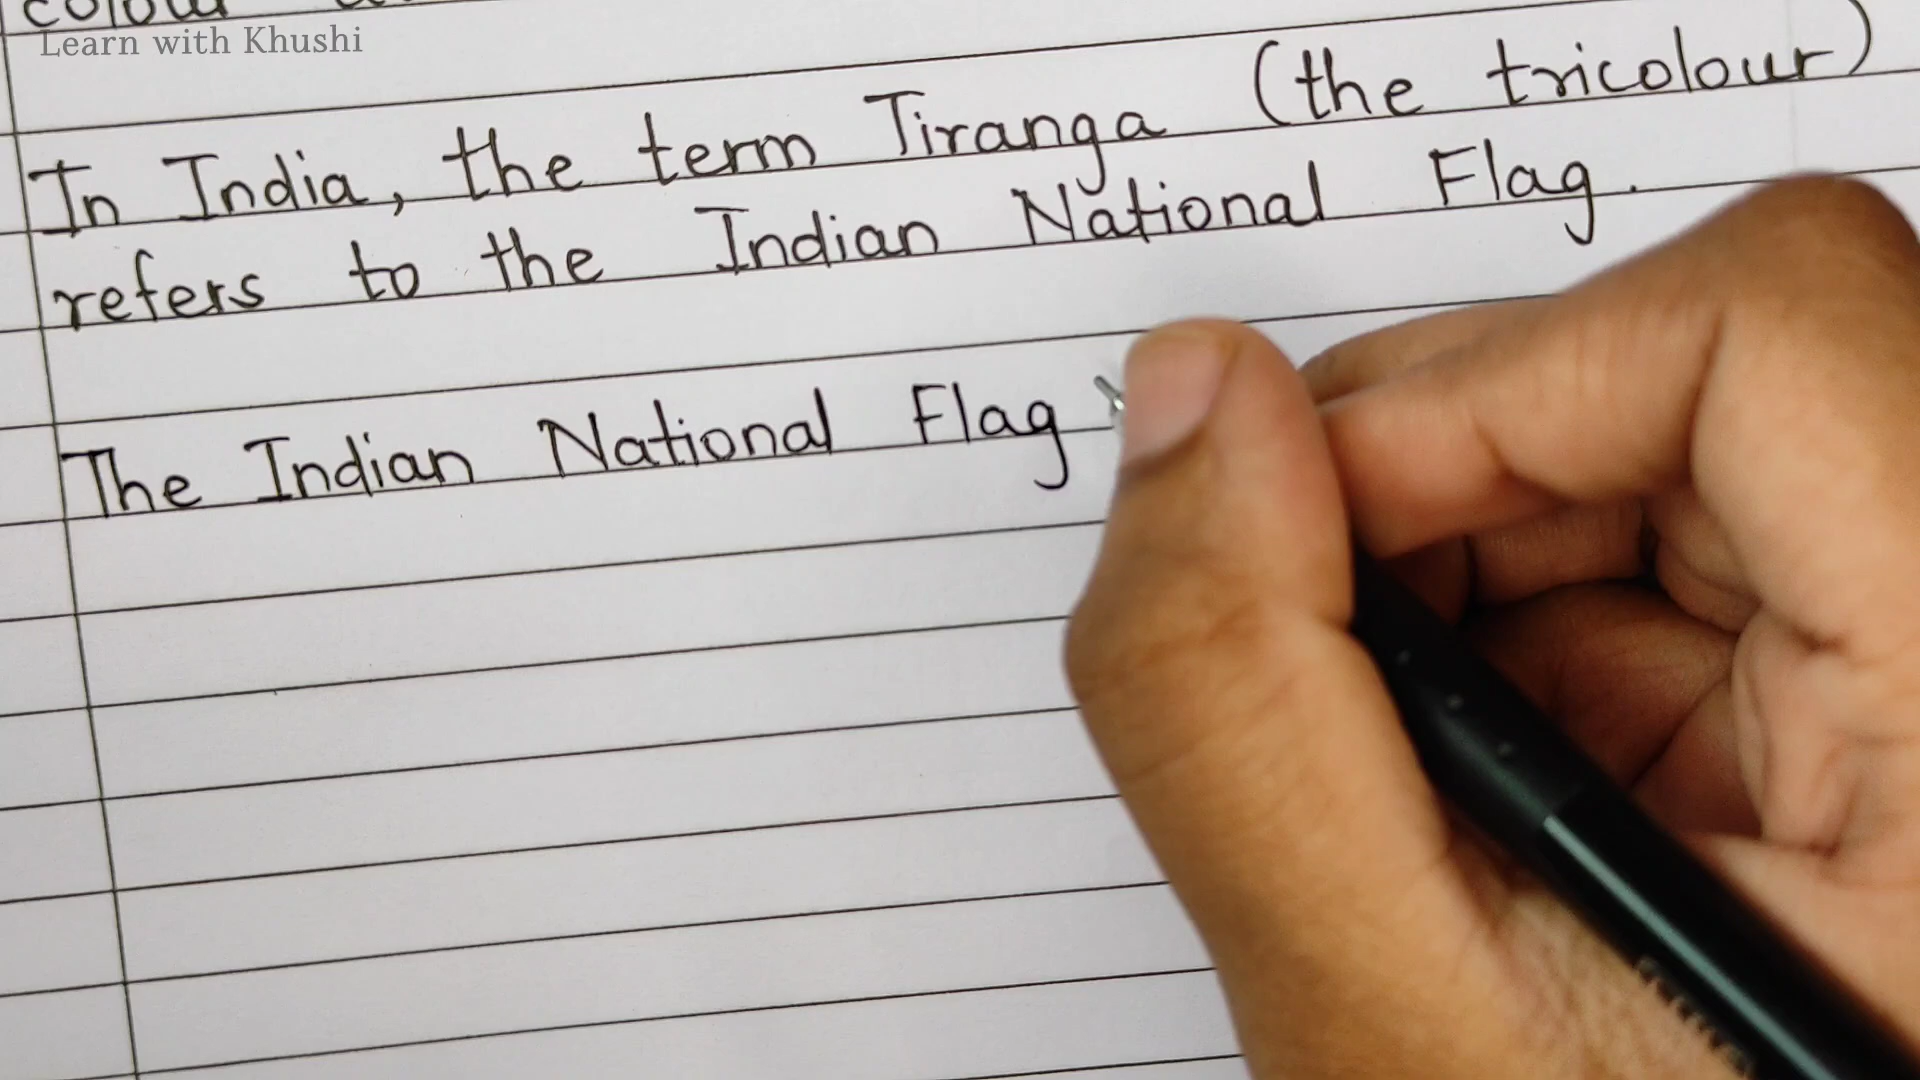 colour
Learn with Khushi
In India, the term Tiranga (the tricolour)
refers to the Indian National Flag.
The Indian National Flag